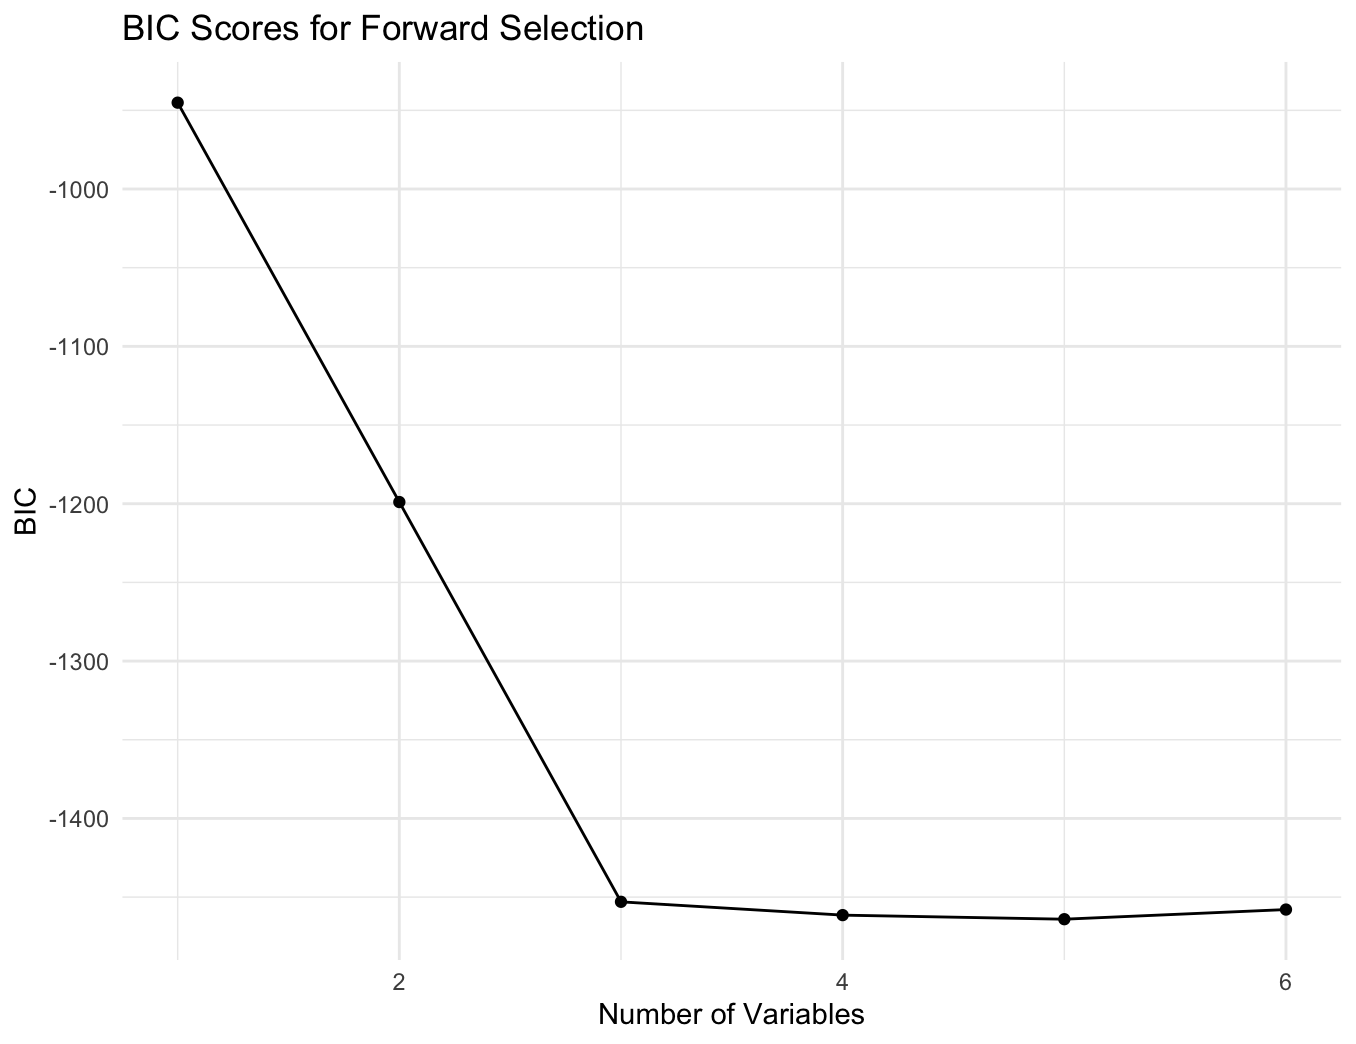 BIC Scores for Forward Selection
-1000
-1100
-1200
-1300
-1400
BIC
2
4
6
Number of Variables